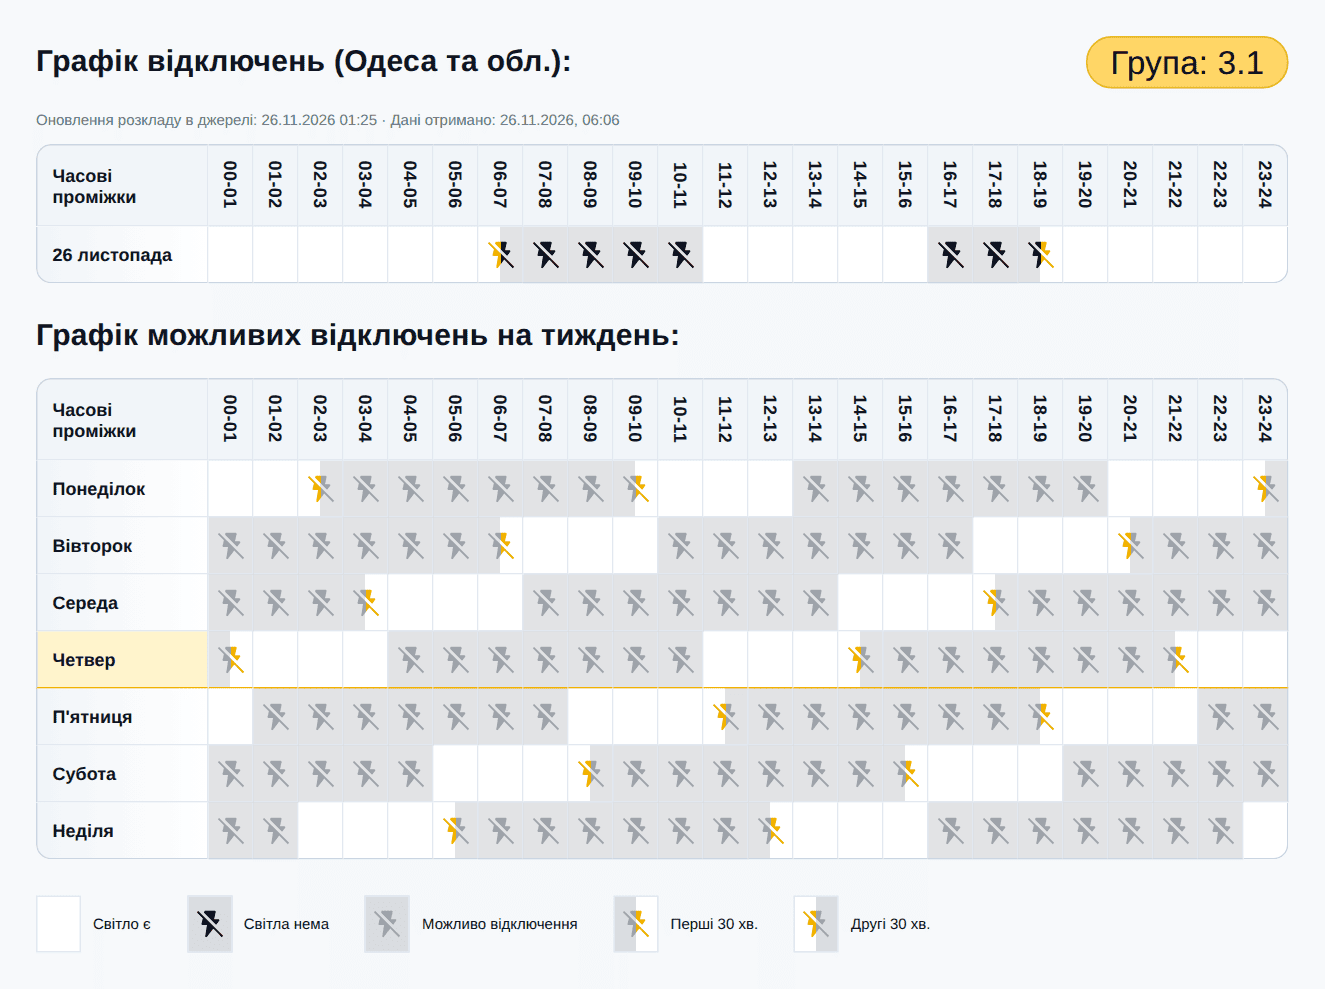 Графік відключень (Одеса та обл.):
Група: 3.1
Оновлення розкладу в джерелі: 26.11.2026 01:25 · Дані отримано: 26.11.2026, 06:06
Часові проміжки 00-01 01-02 02-03 03-04 04-05 05-06 06-07 07-08 08-09 09-10 10-11 11-12 12-13 13-14 14-15 15-16 16-17 17-18 18-19 19-20 20-21 21-22 22-23 23-24
26 листопада
Графік можливих відключень на тиждень:
Часові проміжки 00-01 01-02 02-03 03-04 04-05 05-06 06-07 07-08 08-09 09-10 10-11 11-12 12-13 13-14 14-15 15-16 16-17 17-18 18-19 19-20 20-21 21-22 22-23 23-24
Понеділок
Вівторок
Середа
Четвер
П'ятниця
Субота
Неділя
Світло є Світла нема Можливо відключення Перші 30 хв. Другі 30 хв.